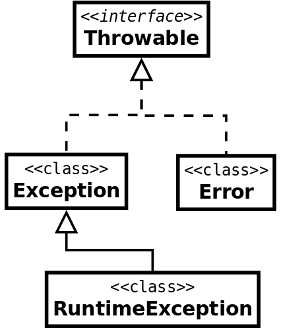 <<interface>>
Throwable
<<class>>
Exception
<<class>>
Error
<<class>>
RuntimeException